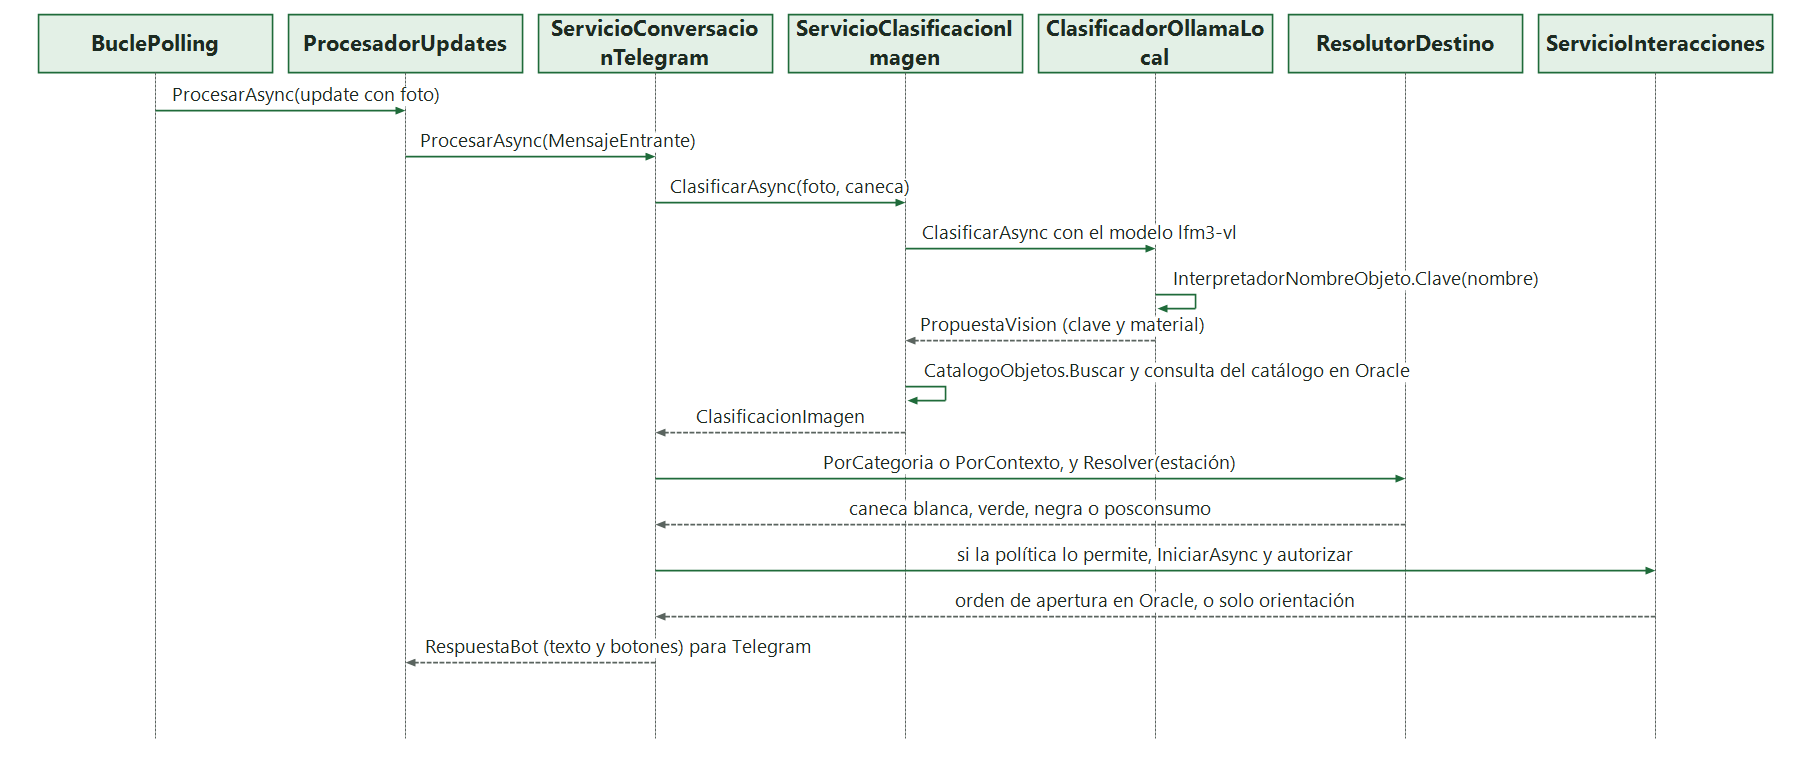 BuclePolling
ProcesadorUpdates
ServicioConversacio
nTelegram
ServicioClasificacionI
magen
ClasificadorOllamaLo
cal
ResolutorDestino
ServicioInteracciones
ProcesarAsync(update con foto)
ProcesarAsync(MensajeEntrante)
ClasificarAsync(foto, caneca)
ClasificarAsync con el modelo lfm3-vl
InterpretadorNombreObjeto.Clave(nombre)
PropuestaVision (clave y material)
CatalogoObjetos.Buscar y consulta del catálogo en Oracle
ClasificacionImagen
PorCategoria o PorContexto, y Resolver(estación)
caneca blanca, verde, negra o posconsumo
si la política lo permite, IniciarAsync y autorizar
orden de apertura en Oracle, o solo orientación
RespuestaBot (texto y botones) para Telegram